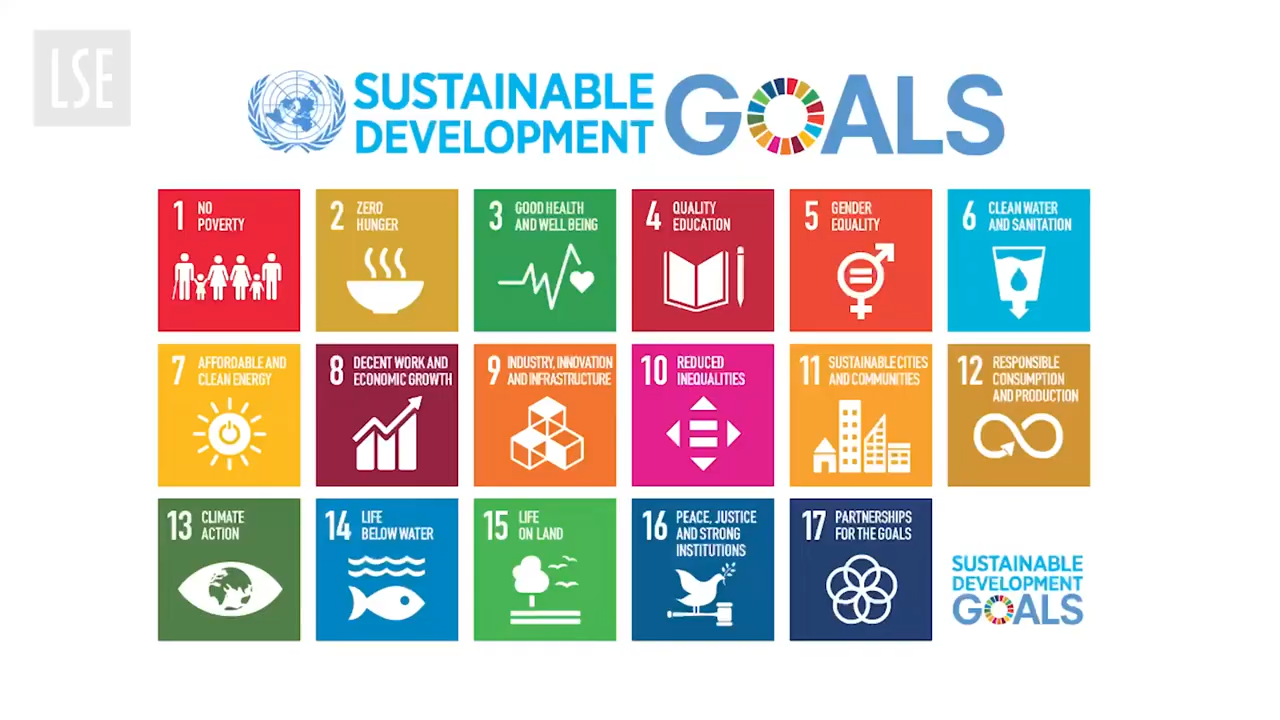 LSE
SUSTAINABLE
DEVELOPMENT
GOALS
1 NO
POVERTY
2 ZERO
HUNGER
3 GOOD HEALTH
AND WELL BEING
4 QUALITY
EDUCATION
5 GENDER
EQUALITY
6 CLEAN WATER
AND SANITATION
7 AFFORDABLE AND
CLEAN ENERGY
8 DECENT WORK AND
ECONOMIC GROWTH
9 INDUSTRY, INNOVATION
AND INFRASTRUCTURE
10 REDUCED
INEQUALITIES
11 SUSTAINABLE CITIES
AND COMMUNITIES
12 RESPONSIBLE
CONSUMPTION
AND PRODUCTION
13 CLIMATE
ACTION
14 LIFE
BELOW WATER
15 LIFE
ON LAND
16 PEACE, JUSTICE
AND STRONG
INSTITUTIONS
17 PARTNERSHIPS
FOR THE GOALS
SUSTAINABLE
DEVELOPMENT
GOALS